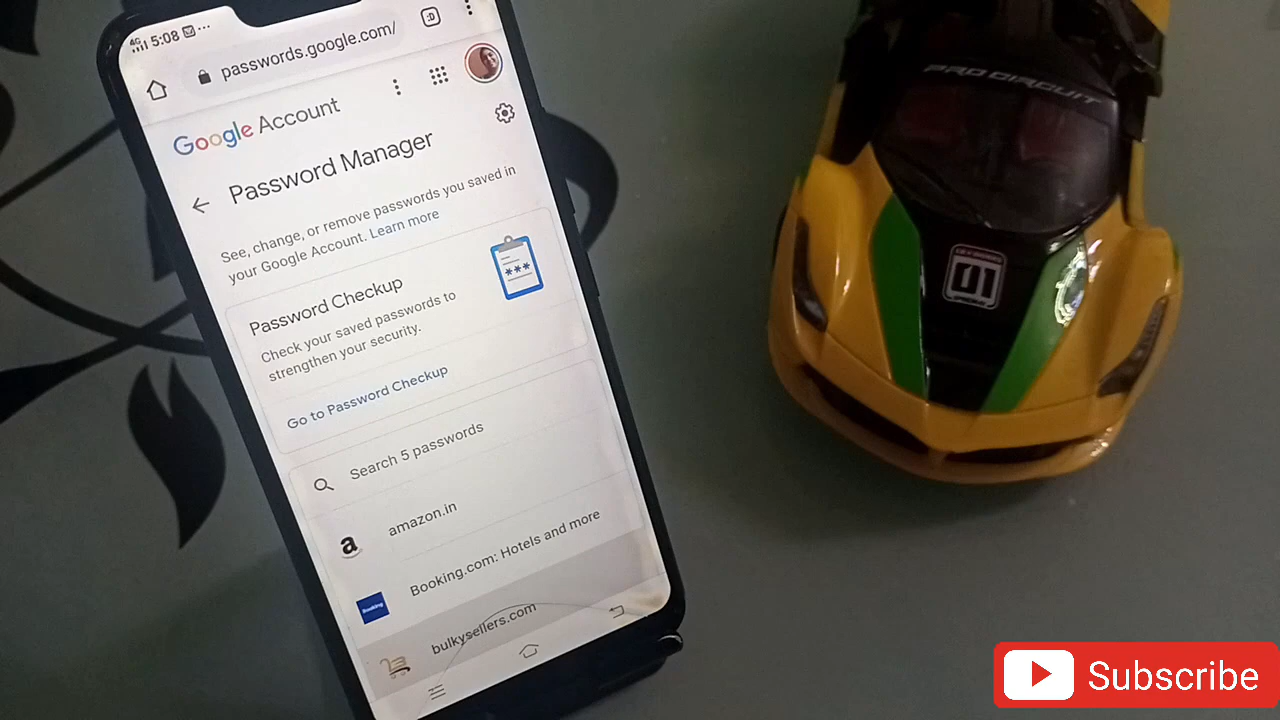 4G 5:08
passwords.google.com/
:D
Google Account
Password Manager
See, change, or remove passwords you saved in
your Google Account. Learn more
Password Checkup
Check your saved passwords to
strengthen your security.
***
Go to Password Checkup
Search 5 passwords
a
amazon.in
Booking
Booking.com: Hotels and more
bulkysellers.com
PRO CIRCUIT
Subscribe